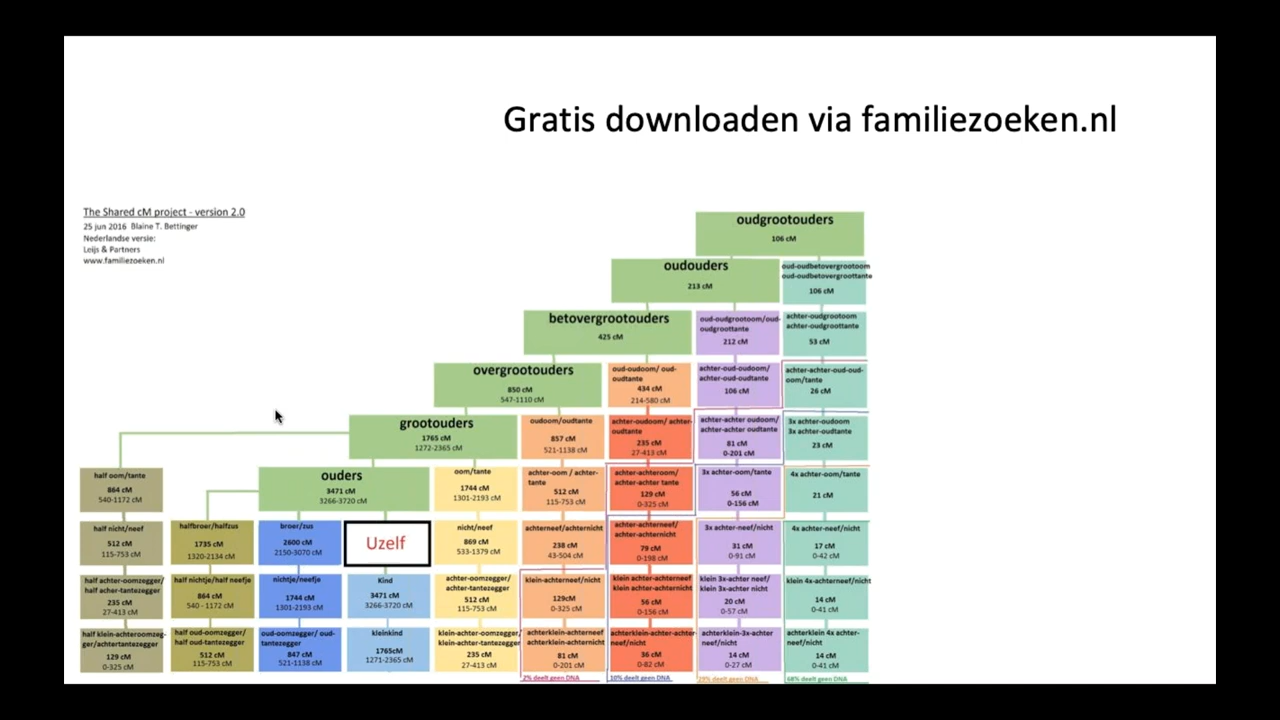 Gratis downloaden via familiezoeken.nl
The Shared cM project - version 2.0
25 jun 2016 Blaine T. Bettinger
Nederlandse versie:
Leijs & Partners
www.familiezoeken.nl
oudgrootouders
106 cM
oudouders
213 cM
oud-oudbetovergrootoom
oud-oudbetovergroottante
106 cM
betovergrootouders
425 cM
oud-oudgrootoom/oud-
oudgroottante
212 cM
achter-oudgrootoom
achter-oudgroottante
53 cM
overgrootouders
850 cM
547-1110 cM
oud-oudoom/ oud-
oudtante
434 cM
214-580 cM
achter-oud-oudoom/
achter-oud-oudtante
106 cM
achter-achter-oud-oud-
oom/tante
26 cM
grootouders
1765 cM
1272-2365 cM
oudoom/oudtante
857 cM
521-1138 cM
achter-oudoom/ achter-
oudtante
235 cM
27-413 cM
achter-achter oudoom/
achter-achter oudtante
81 cM
0-201 cM
3x achter-oudoom
3x achter-oudtante
23 cM
half oom/tante
864 cM
540-1172 cM
ouders
3471 cM
3266-3720 cM
oom/tante
1744 cM
1301-2193 cM
achter-oom / achter-
tante
512 cM
115-753 cM
achter-achteroom/
achter-achter tante
129 cM
0-325 cM
3x achter-oom/tante
56 cM
0-156 cM
4x achter-oom/tante
21 cM
half nicht/neef
512 cM
115-753 cM
halfbroer/halfzus
1735 cM
1320-2134 cM
broer/zus
2600 cM
2150-3070 cM
Uzelf
nicht/neef
869 cM
533-1379 cM
achterneef/achternicht
238 cM
43-504 cM
achter-achterneef/
achter-achternicht
79 cM
0-198 cM
3x achter-neef/nicht
31 cM
0-91 cM
4x achter-neef/nicht
17 cM
0-42 cM
half achter-oomzegger/
half acher-tantezegger
235 cM
27-413 cM
half nichtje/half neefje
864 cM
540 - 1172 cM
nichtje/neefje
1744 cM
1301-2193 cM
Kind
3471 cM
3266-3720 cM
achter-oomzegger/
achter-tantezegger
512 cM
115-753 cM
klein-achterneef/nicht
129cM
0-325 cM
klein achter-achterneef
klein achter-achternicht
56 cM
0-156 cM
klein 3x-achter neef/
klein 3x-achter nicht
20 cM
0-57 cM
klein 4x-achterneef/nicht
14 cM
0-41 cM
half klein-achteroomzeg-
ger/achtertantezegger
129 cM
0-325 cM
half oud-oomzegger/
half oud-tantezegger
512 cM
115-753 cM
oud-oomzegger/ oud-
tantezegger
847 cM
521-1138 cM
kleinkind
1765cM
1271-2365 cM
klein-achter-oomzegger/
klein-achter-tantezegger
235 cM
27-413 cM
achterklein-achterneef
achterklein-achternicht
81 cM
0-201 cM
achterklein-achter-achter-
neef/nicht
36 cM
0-82 cM
achterklein-3x-achter
neef/nicht
14 cM
0-27 cM
achterklein 4x achter-
neef/nicht
14 cM
0-41 cM
2% deelt geen DNA
10% deelt geen DNA
29% deelt geen DNA
68% deelt geen DNA